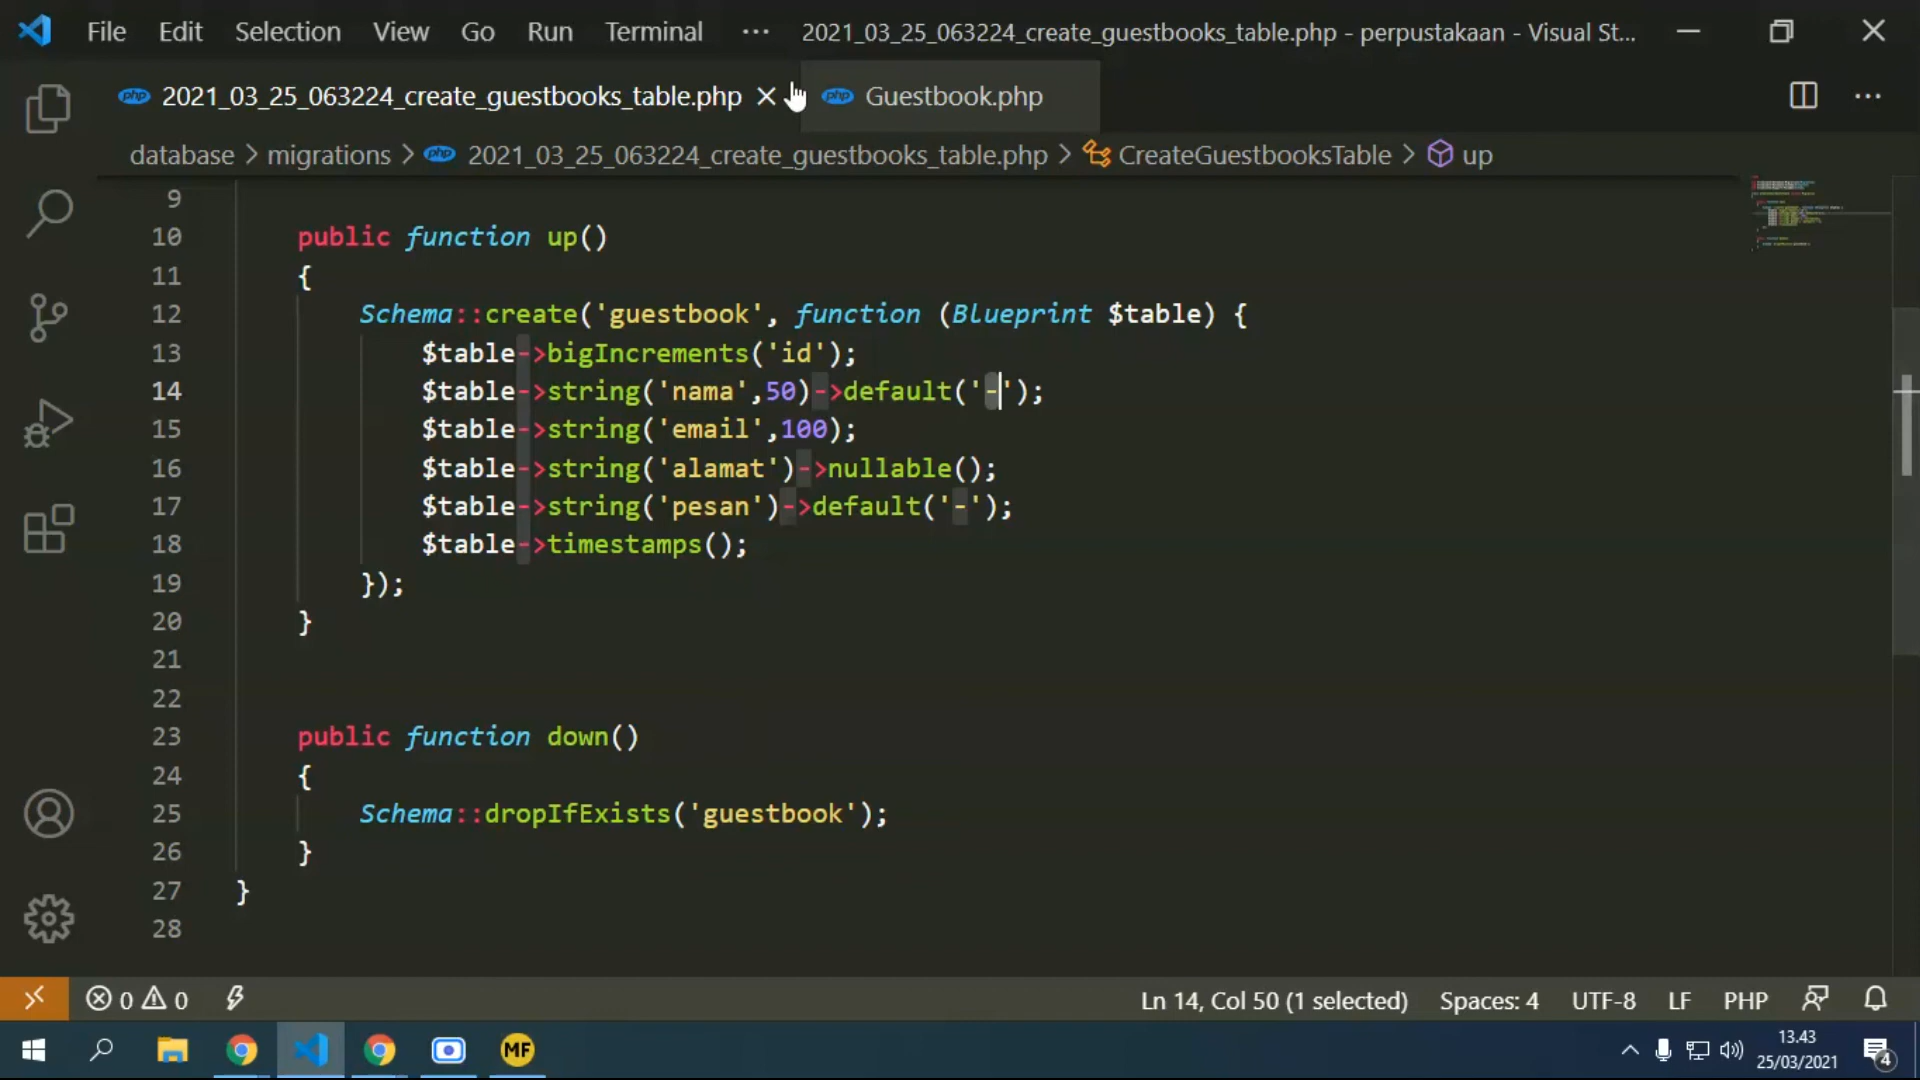 File Edit Selection View Go Run Terminal ··· 2021_03_25_063224_create_guestbooks_table.php - perpustakaan - Visual St...
php 2021_03_25_063224_create_guestbooks_table.php php Guestbook.php ···
database > migrations > php 2021_03_25_063224_create_guestbooks_table.php > CreateGuestbooksTable > up
9
10 public function up()
11 {
12 Schema::create('guestbook', function (Blueprint $table) {
13 $table->bigIncrements('id');
14 $table->string('nama',50)->default('-');
15 $table->string('email',100);
16 $table->string('alamat')->nullable();
17 $table->string('pesan')->default('-');
18 $table->timestamps();
19 });
20 }
21
22
23 public function down()
24 {
25 Schema::dropIfExists('guestbook');
26 }
27 }
28
0 0 Ln 14, Col 50 (1 selected) Spaces: 4 UTF-8 LF PHP
MF 13.43
25/03/2021 4